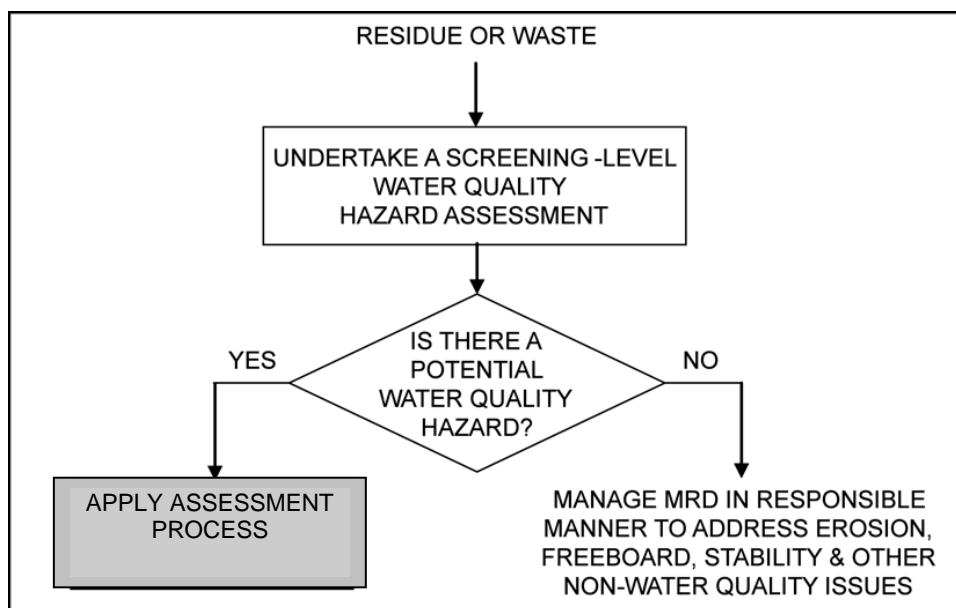 RESIDUE OR WASTE
UNDERTAKE A SCREENING -LEVEL
WATER QUALITY
HAZARD ASSESSMENT
IS THERE A
POTENTIAL
WATER QUALITY
HAZARD?
YES
NO
APPLY ASSESSMENT
PROCESS
MANAGE MRD IN RESPONSIBLE
MANNER TO ADDRESS EROSION,
FREEBOARD, STABILITY & OTHER
NON-WATER QUALITY ISSUES